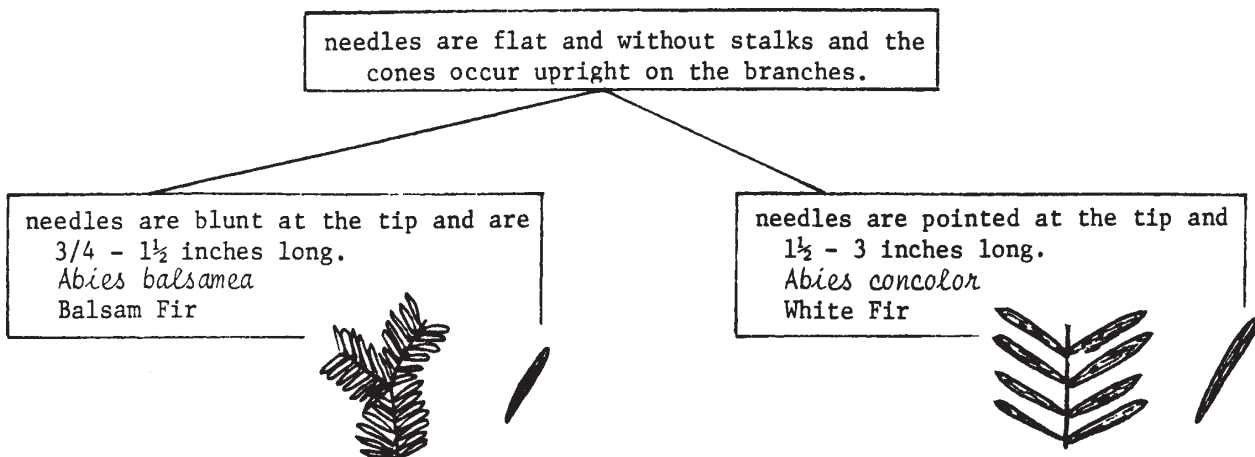 needles are flat and without stalks and the
cones occur upright on the branches.
needles are blunt at the tip and are
3/4 - 1½ inches long.
Abies balsamea
Balsam Fir
needles are pointed at the tip and
1½ - 3 inches long.
Abies concolor
White Fir